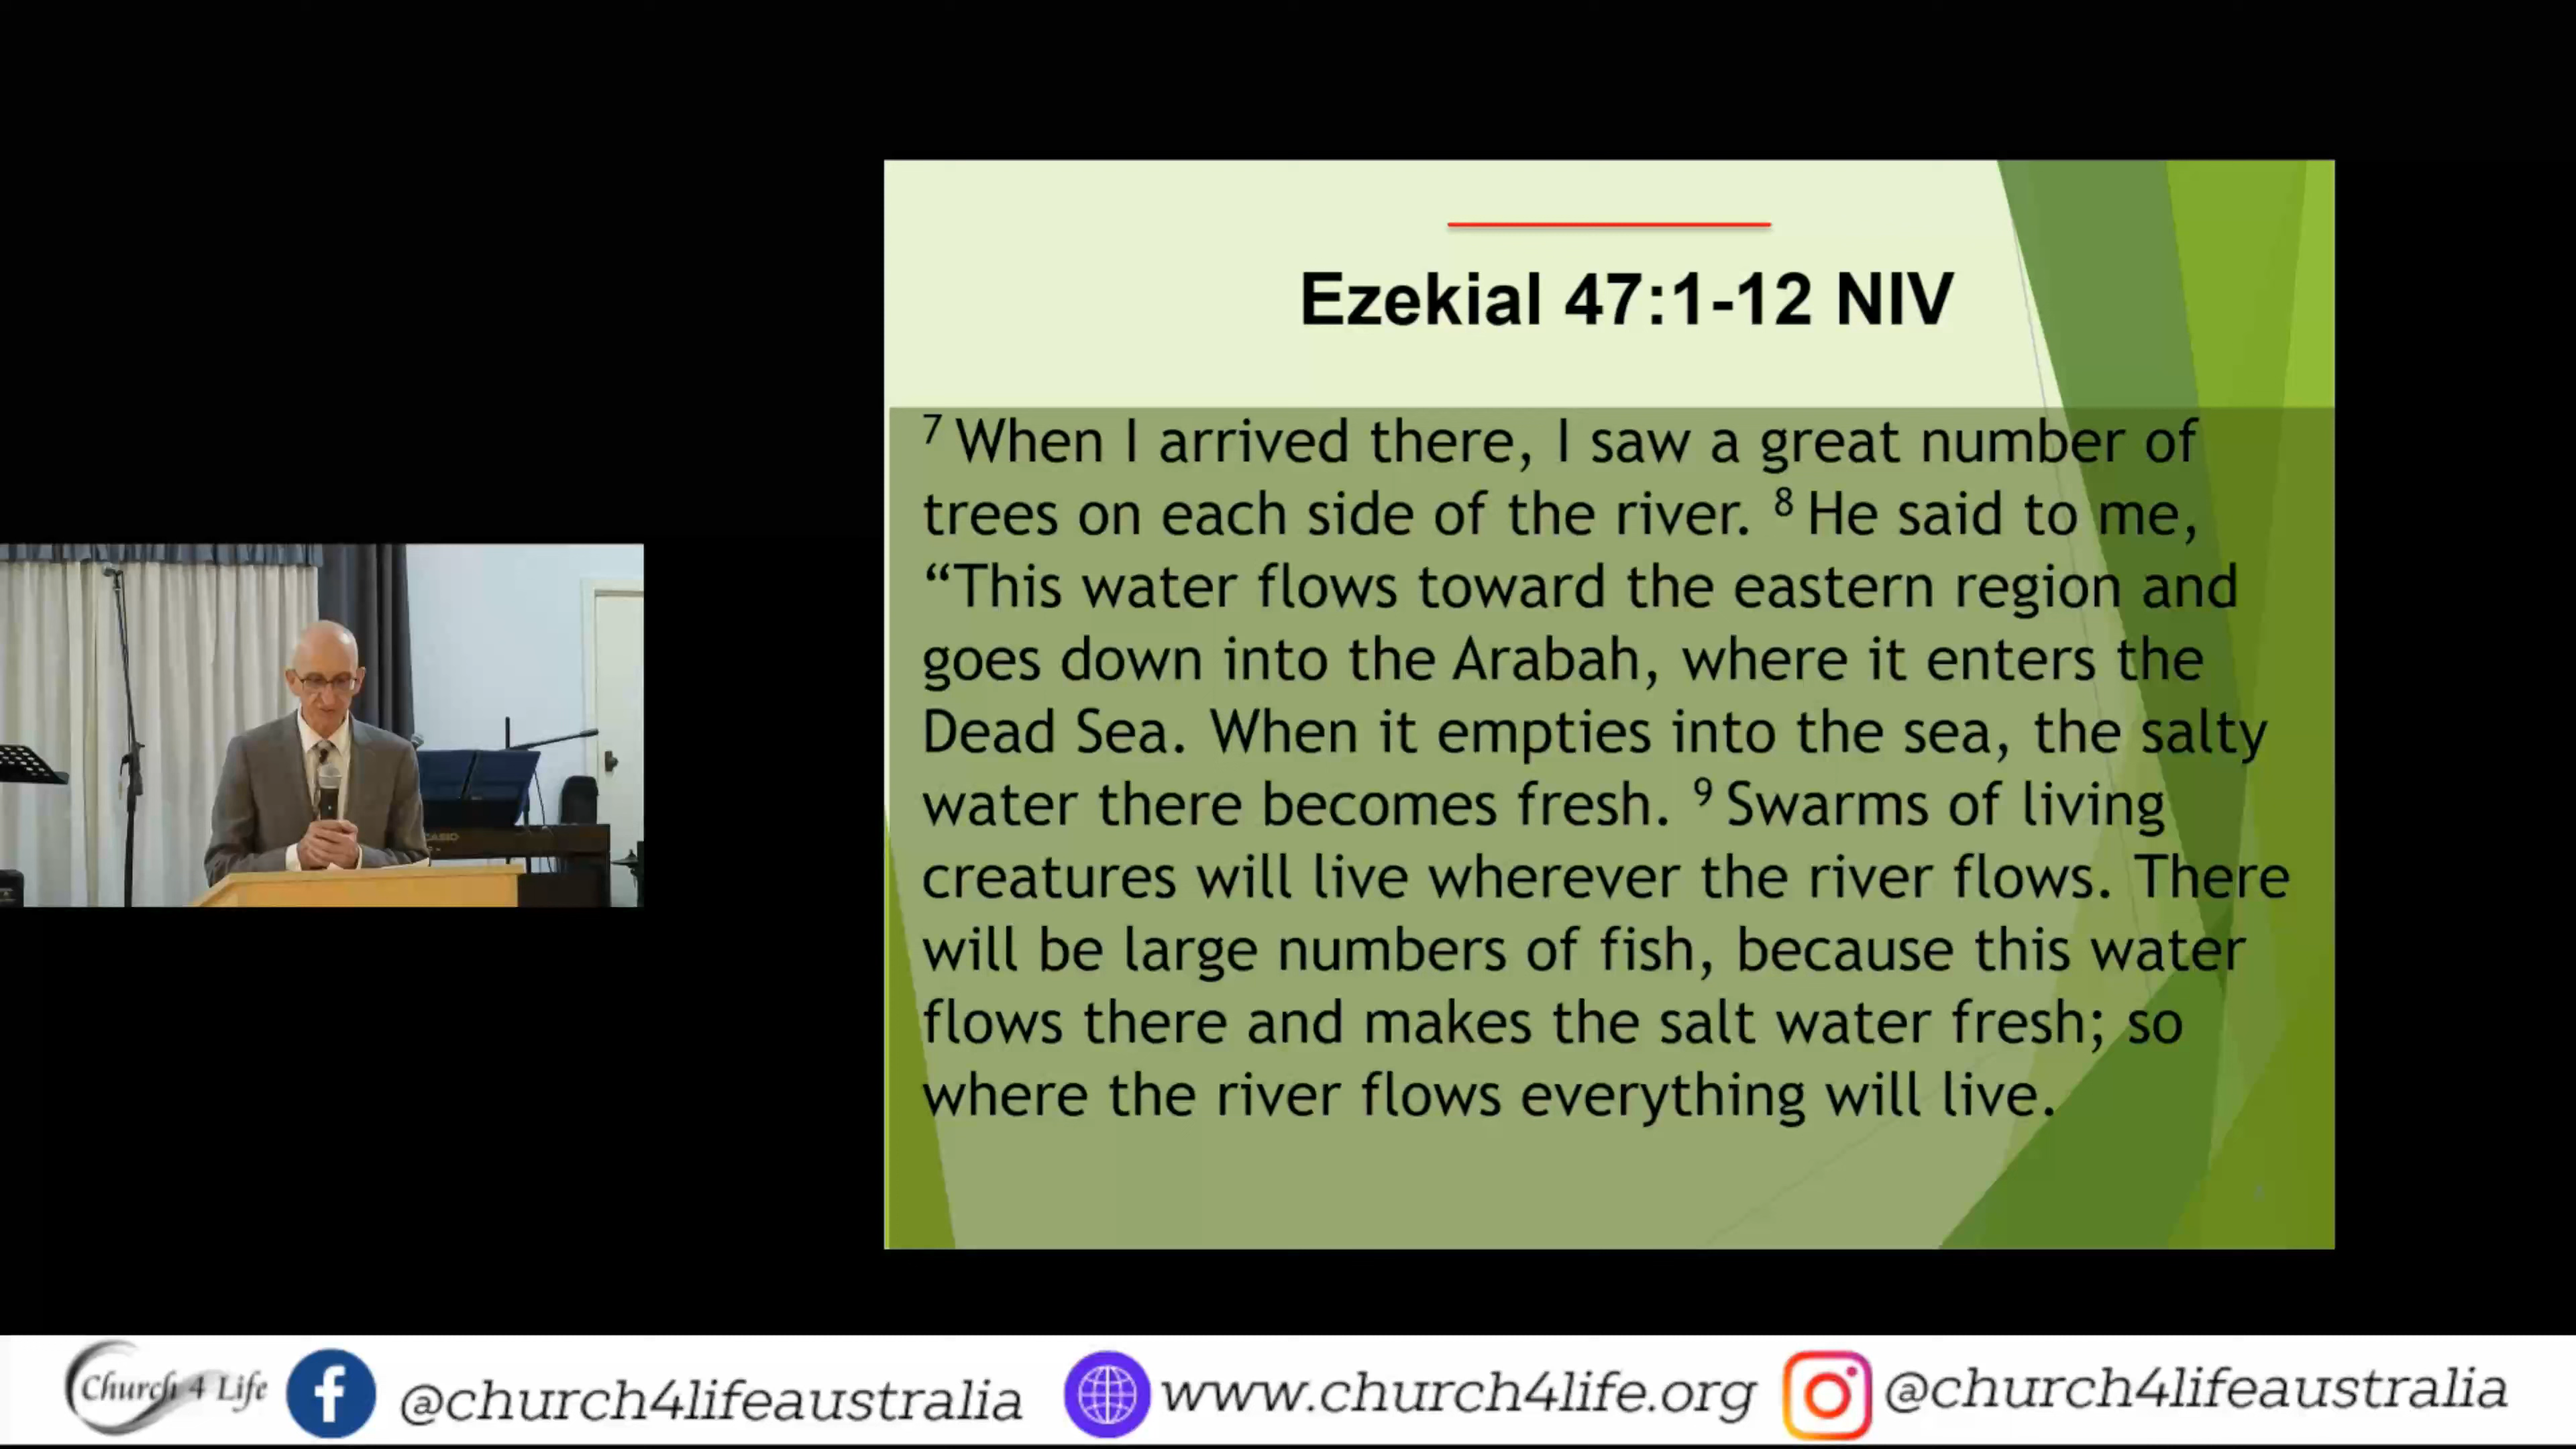 Ezekial 47:1-12 NIV
7 When I arrived there, I saw a great number of
trees on each side of the river. 8 He said to me,
“This water flows toward the eastern region and
goes down into the Arabah, where it enters the
Dead Sea. When it empties into the sea, the salty
water there becomes fresh. 9 Swarms of living
creatures will live wherever the river flows. There
will be large numbers of fish, because this water
flows there and makes the salt water fresh; so
where the river flows everything will live.
CASIO
Church 4 Life
@church4lifeaustralia
www.church4life.org
@church4lifeaustralia